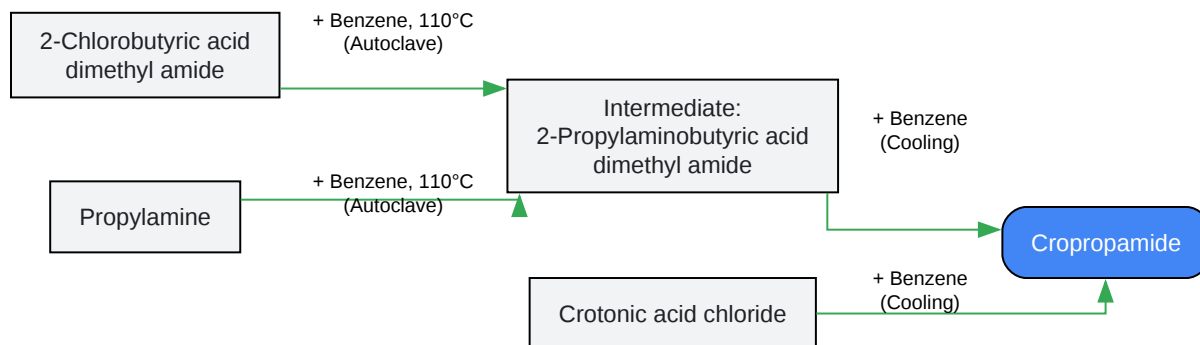 2-Chlorobutyric acid
dimethyl amide
+ Benzene, 110°C
(Autoclave)
Intermediate:
2-Propylaminobutyric acid
dimethyl amide
+ Benzene
(Cooling)
Propylamine
+ Benzene, 110°C
(Autoclave)
Cropropamide
Crotonic acid chloride
+ Benzene
(Cooling)